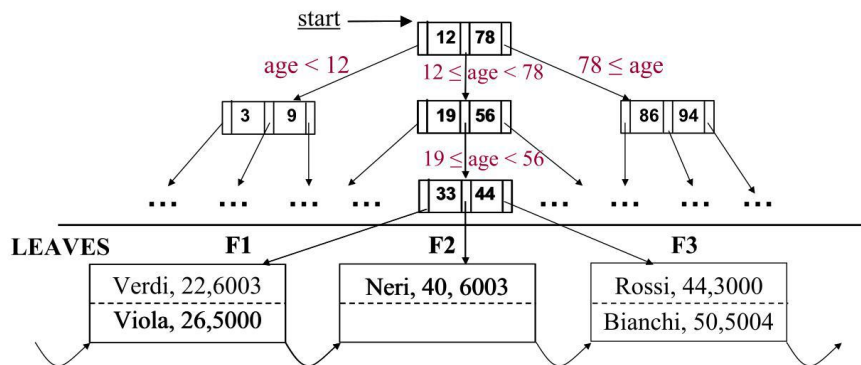 start
12 78
age < 12
12 ≤ age < 78
78 ≤ age
3 9
19 56
86 94
19 ≤ age < 56
... ... ... ... 33 44 ... ... ... ...
LEAVES F1 F2 F3
Verdi, 22,6003
Viola, 26,5000
Neri, 40, 6003
Rossi, 44,3000
Bianchi, 50,5004